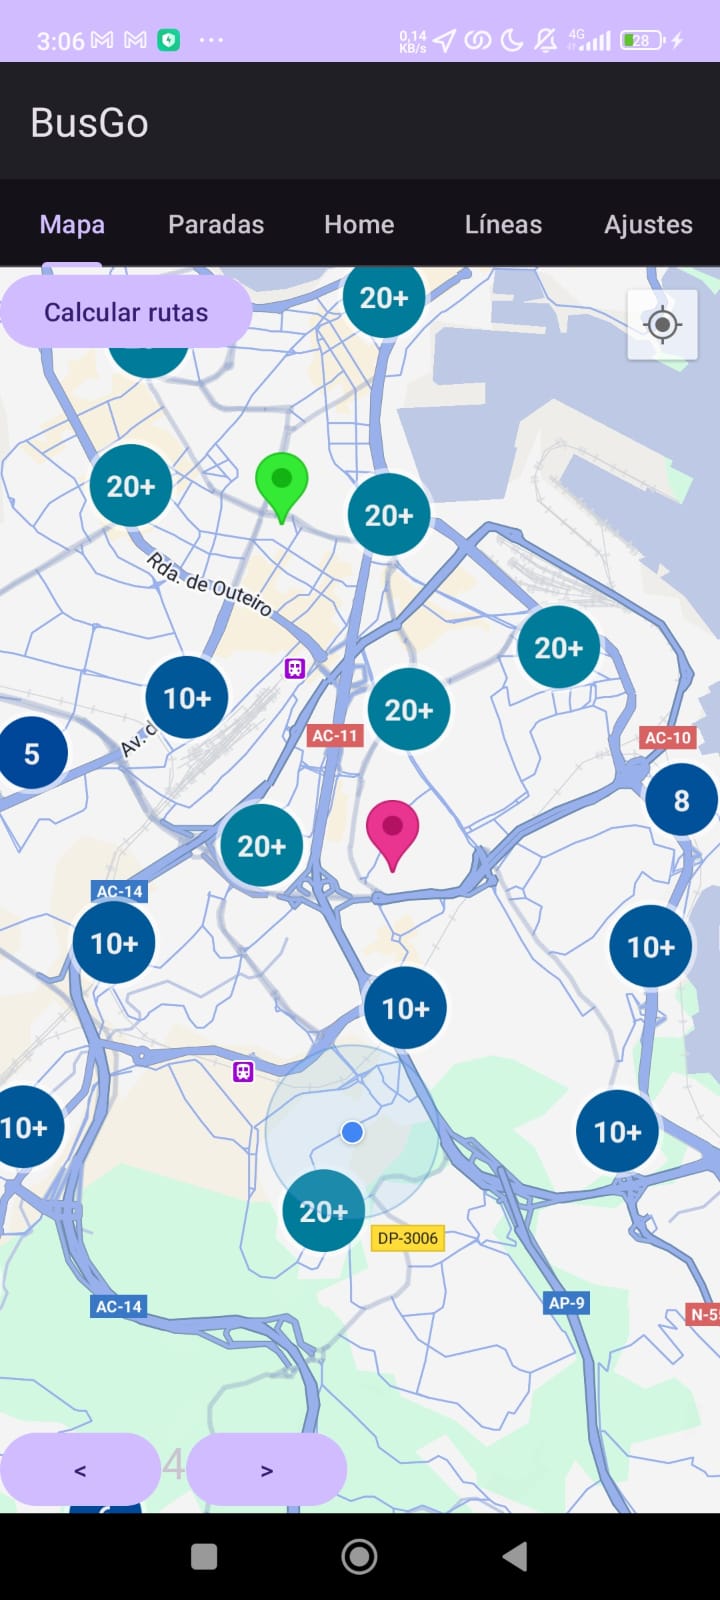 3:06
0,14
KB/s
4G
28
BusGo
Mapa Paradas Home Líneas Ajustes
Calcular rutas
20+
20+
20+
Rda. de Outeiro
20+
10+
20+
AC-11
AC-10
5
Av. d
8
20+
AC-14
10+
10+
10+
10+
10+
20+
DP-3006
AC-14
AP-9
N-55
< 4 >